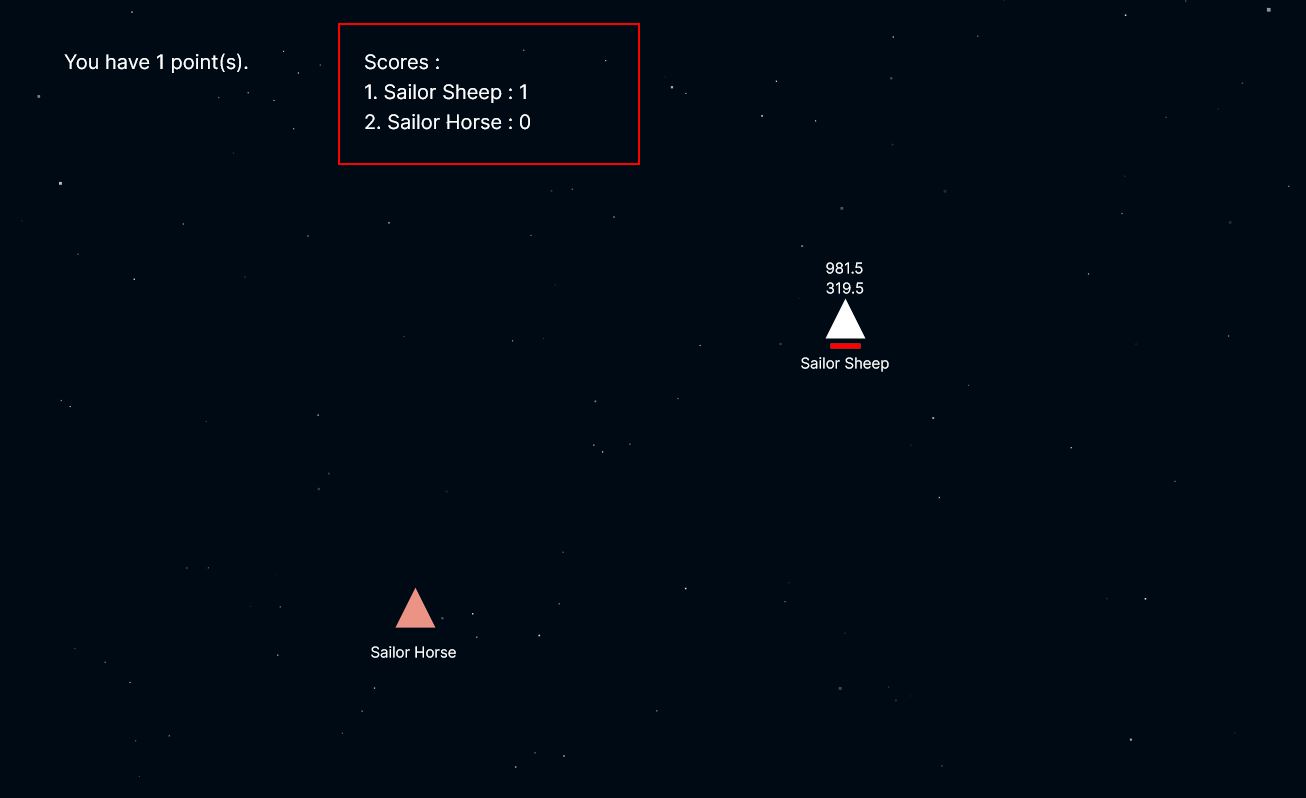 You have 1 point(s).
Scores :
1. Sailor Sheep : 1
2. Sailor Horse : 0
981.5
319.5
Sailor Sheep
Sailor Horse